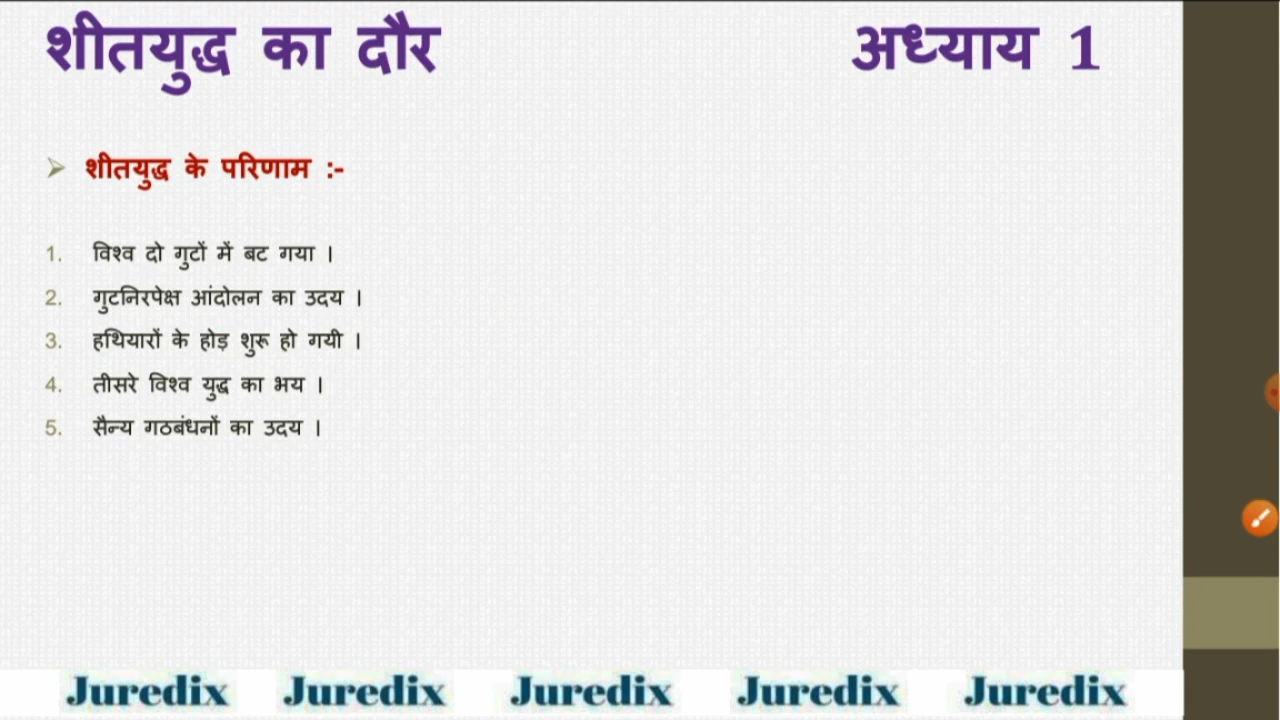 शीतयुद्ध का दौर अध्याय 1
➢ शीतयुद्ध के परिणाम :-
1. विश्व दो गुटों में बट गया ।
2. गुटनिरपेक्ष आंदोलन का उदय ।
3. हथियारों के होड़ शुरू हो गयी ।
4. तीसरे विश्व युद्ध का भय ।
5. सैन्य गठबंधनों का उदय ।
Juredix Juredix Juredix Juredix Juredix